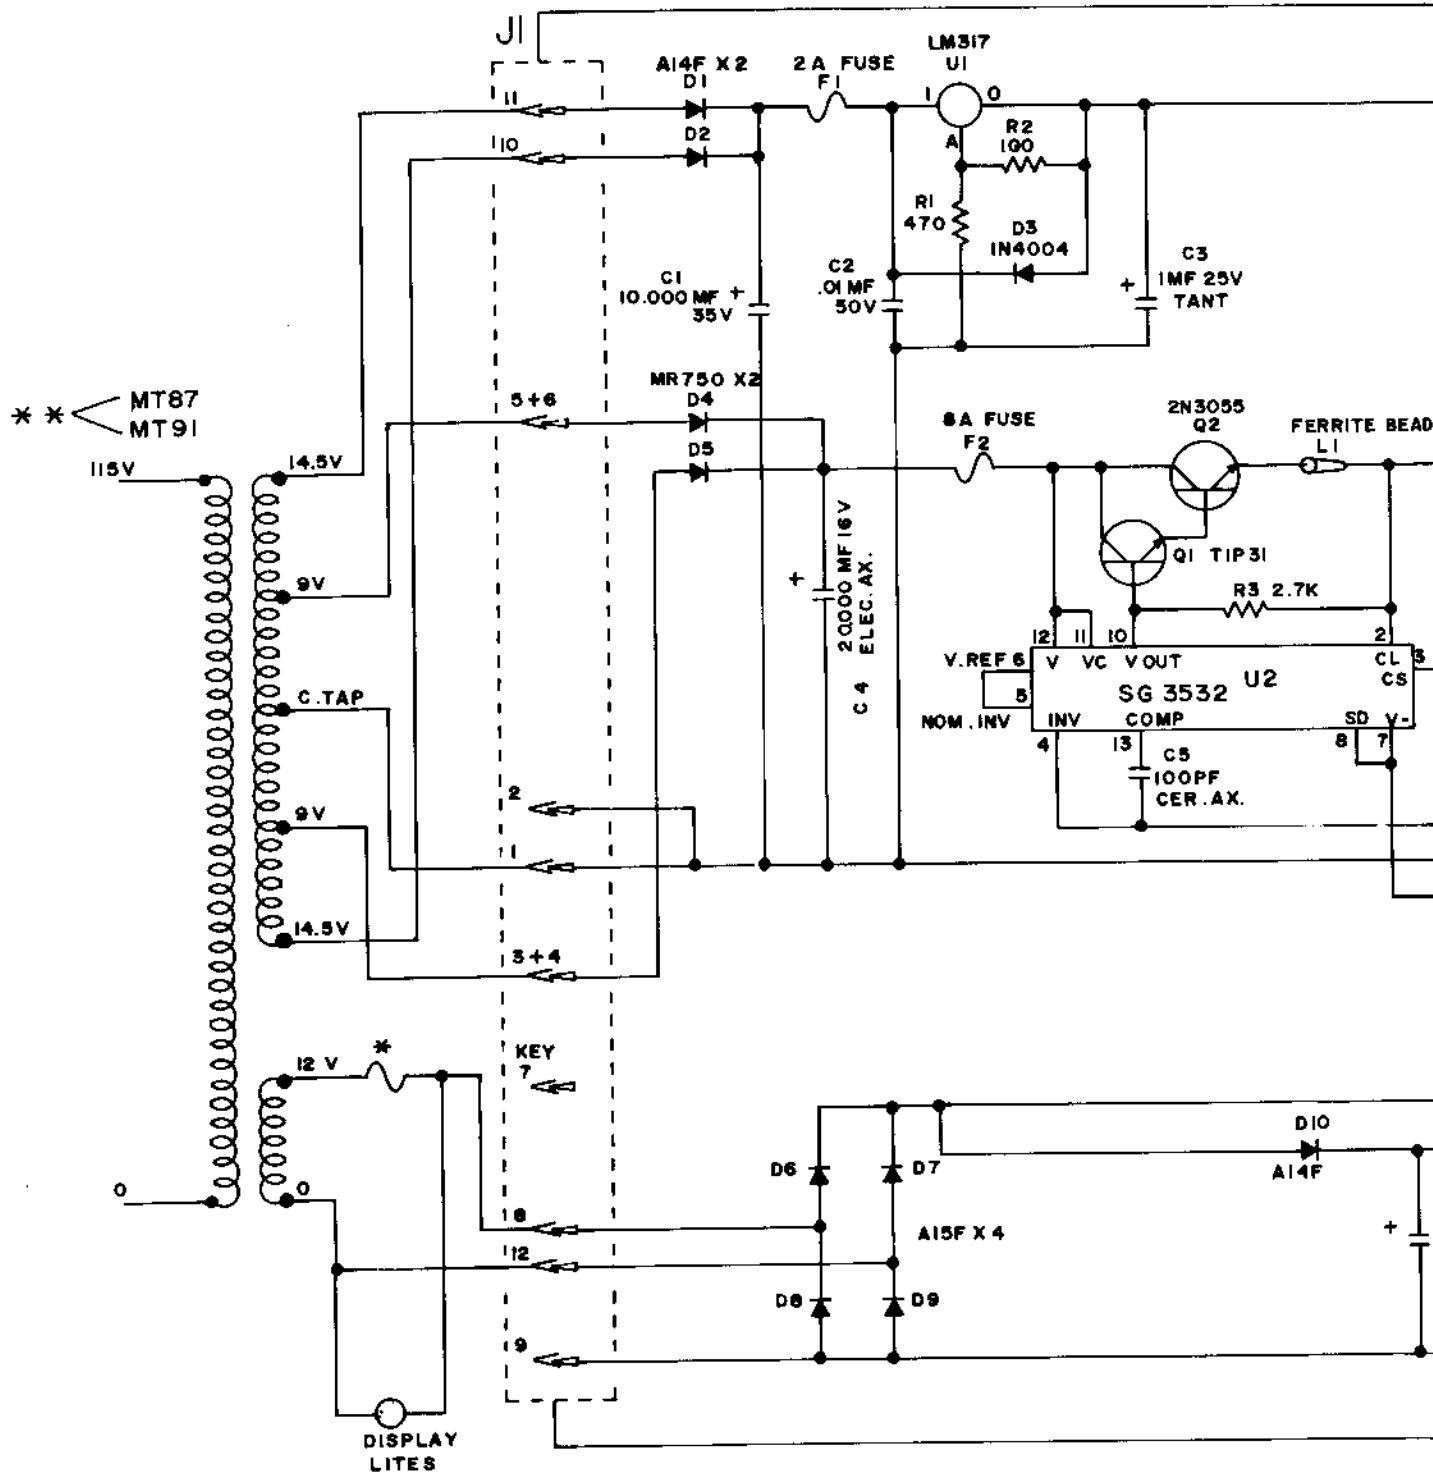 J1
LM317
U1
A14F X 2
D1
2A FUSE
F1
11
I
O
D2
10
A
R2
100
R1
470
D3
1N4004
C1
10.000 MF +
35V
C2
.01MF
50V
C3
+ 1MF 25V
TANT
MR750 X2
D4
5+6
** MT87
MT91
8A FUSE
F2
2N3055
Q2
FERRITE BEAD
L1
D5
115V
14.5V
9V
+
20,000 MF 16V
ELEC. AX.
C 4
Q1 TIP31
R3 2.7K
12
11
10
2
V
VC
V OUT
CL
3
CS
V.REF 6
5
U2
SG 3532
NOM. INV
INV
COMP
SD
V-
4
13
8
7
C. TAP
C5
100PF
CER. AX.
2
9V
1
14.5V
3+4
12 V
*
KEY
7
O
O
D6
D7
D10
A14F
8
A15F X 4
+
12
D8
D9
9
DISPLAY
LITES